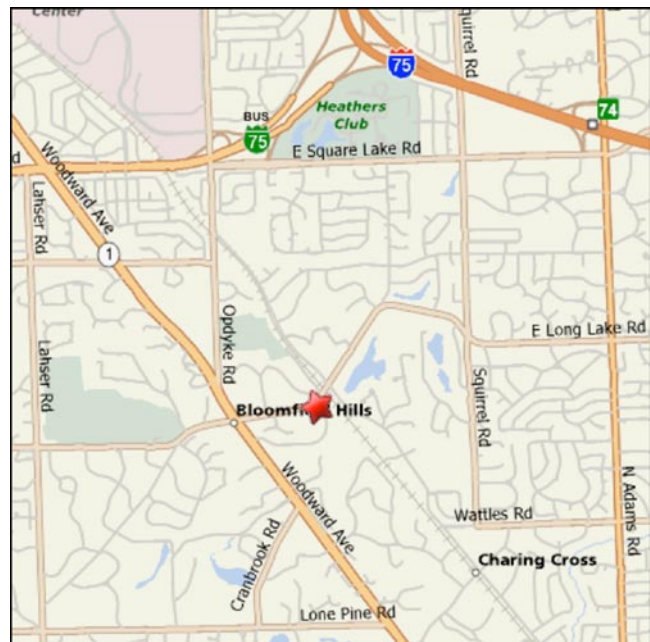 Center
Squirrel Rd
75
74
Heathers
Club
BUS
75
E Square Lake Rd
Woodward Ave
Lahser Rd
1
Opdyke Rd
E Long Lake Rd
Lahser Rd
Squirrel Rd
Bloomfield Hills
Woodward Ave
N Adams Rd
Wattles Rd
Cranbrook Rd
Charing Cross
Lone Pine Rd